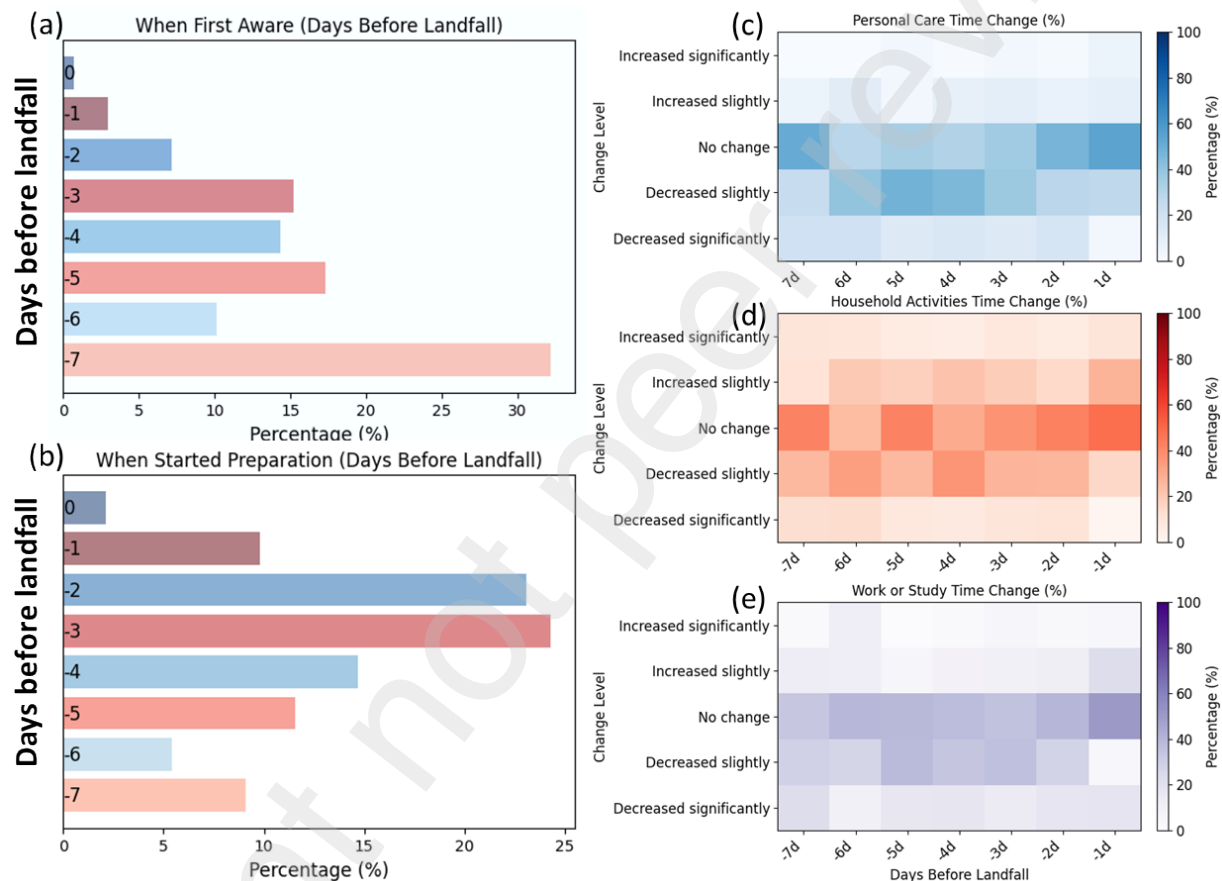 (a)
When First Aware (Days Before Landfall)
Days before landfall
0
-1
-2
-3
-4
-5
-6
-7
0 5 10 15 20 25 30
Percentage (%)
(b)
When Started Preparation (Days Before Landfall)
Days before landfall
0
-1
-2
-3
-4
-5
-6
-7
0 5 10 15 20 25
Percentage (%)
(c)
Personal Care Time Change (%)
Change Level
Increased significantly
Increased slightly
No change
Decreased slightly
Decreased significantly
7d 6d 5d 4d 3d 2d 1d
100
80
60
40
20
0
Percentage (%)
(d)
Household Activities Time Change (%)
Change Level
Increased significantly
Increased slightly
No change
Decreased slightly
Decreased significantly
-7d -6d -5d -4d -3d -2d -1d
100
80
60
40
20
0
Percentage (%)
(e)
Work or Study Time Change (%)
Change Level
Increased significantly
Increased slightly
No change
Decreased slightly
Decreased significantly
-7d -6d -5d -4d -3d -2d -1d
Days Before Landfall
100
80
60
40
20
0
Percentage (%)
not peer rev